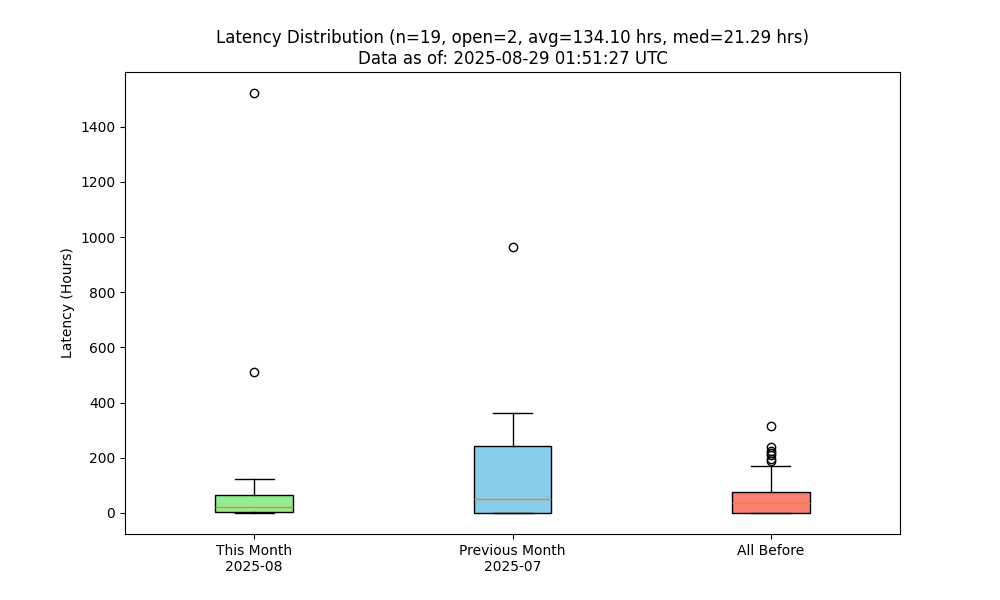 Latency Distribution (n=19, open=2, avg=134.10 hrs, med=21.29 hrs)
Data as of: 2025-08-29 01:51:27 UTC
Latency (Hours)
1400
1200
1000
800
600
400
200
0
This Month
2025-08
Previous Month
2025-07
All Before